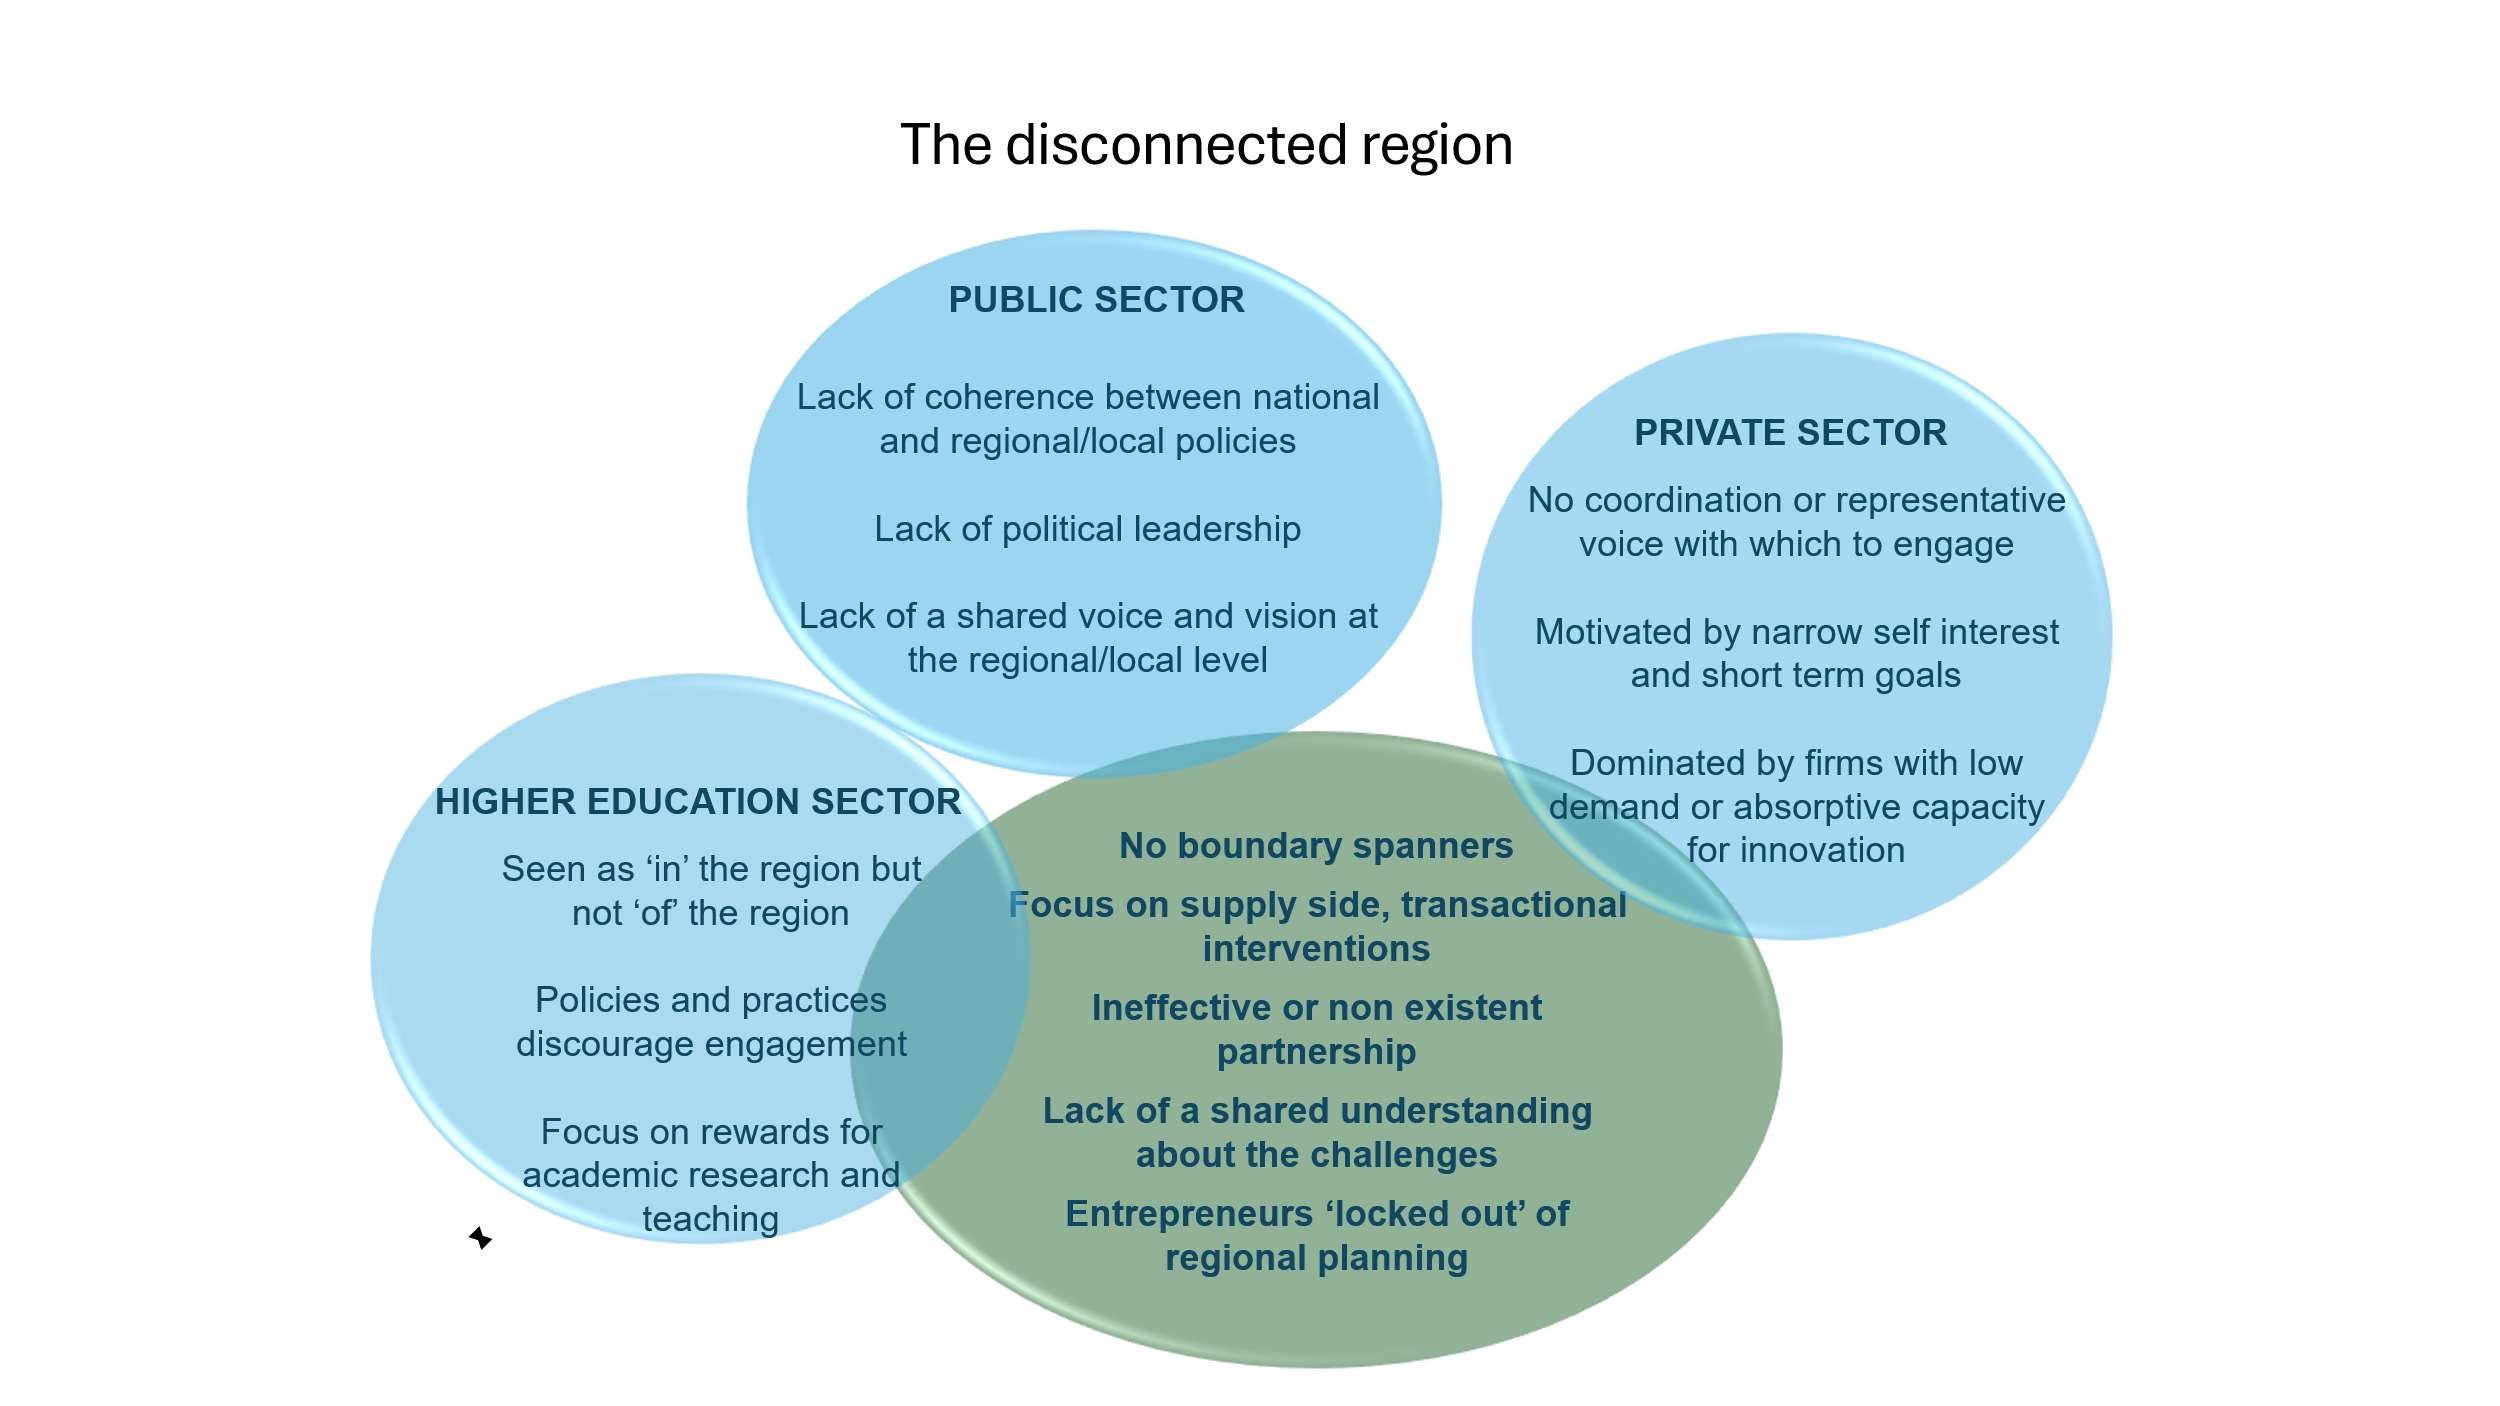 The disconnected region
PUBLIC SECTOR
Lack of coherence between national
and regional/local policies
Lack of political leadership
Lack of a shared voice and vision at
the regional/local level
PRIVATE SECTOR
No coordination or representative
voice with which to engage
Motivated by narrow self interest
and short term goals
Dominated by firms with low
demand or absorptive capacity
for innovation
HIGHER EDUCATION SECTOR
Seen as ‘in’ the region but
not ‘of’ the region
Policies and practices
discourage engagement
Focus on rewards for
academic research and
teaching
No boundary spanners
Focus on supply side, transactional
interventions
Ineffective or non existent
partnership
Lack of a shared understanding
about the challenges
Entrepreneurs ‘locked out’ of
regional planning